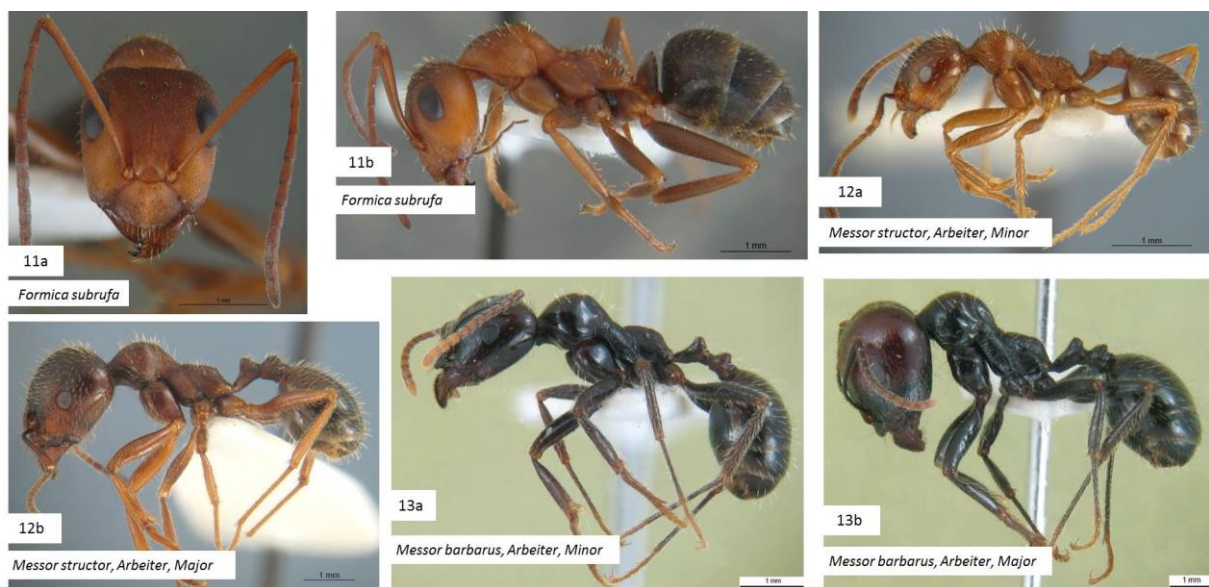 11a
Formica subrufa
1 mm
11b
Formica subrufa
1 mm
12a
Messor structor, Arbeiter, Minor
1 mm
12b
Messor structor, Arbeiter, Major
1 mm
13a
Messor barbarus, Arbeiter, Minor
1 mm
13b
Messor barbarus, Arbeiter, Major
1 mm